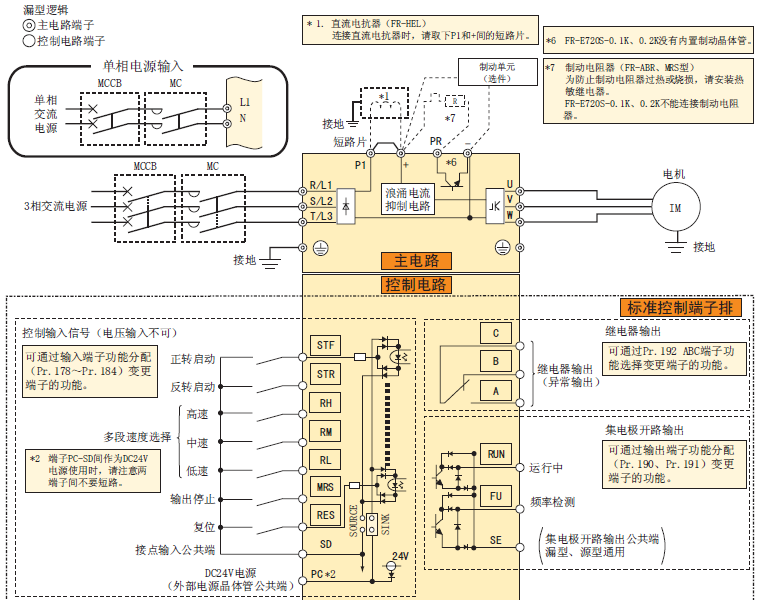 漏型逻辑
主电路端子
控制电路端子
* 1. 直流电抗器（FR-HEL）
连接直流电抗器时，请取下P1和+间的短路片。
*6 FR-E720S-0.1K、0.2K没有内置制动晶体管。
*7 制动电阻器（FR-ABR、MRS型）
为防止制动电阻器过热或烧损，请安装热
敏继电器。
FR-E720S-0.1K、0.2K不能连接制动电阻
器。
制动单元
（选件）
单相电源输入
MCCB
MC
单相
交流
电源
L1
N
*1
接地
R
*7
短路片
PR
P1
+
-
*6
MCCB
MC
3相交流电源
R/L1
S/L2
T/L3
浪涌电流
抑制电路
U
V
W
电机
IM
接地
接地
主电路
控制电路
标准控制端子排
控制输入信号（电压输入不可）
可通过输入端子功能分配
（Pr.178～Pr.184）变更
端子的功能。
正转启动
反转启动
多段速度选择
高速
中速
低速
*2 端子PC-SD间作为DC24V
电源使用时，请注意两
端子间不要短路。
输出停止
复位
接点输入公共端
DC24V电源
（外部电源晶体管公共端）
STF
STR
RH
RM
RL
MRS
RES
SD
PC*2
SOURCE
SINK
24V
C
B
A
继电器输出
可通过Pr.192 ABC端子功
能选择变更端子的功能。
继电器输出
（异常输出）
集电极开路输出
可通过输出端子功能分配
（Pr.190、Pr.191）变更
端子的功能。
RUN
FU
SE
运行中
频率检测
集电极开路输出公共端
漏型、源型通用